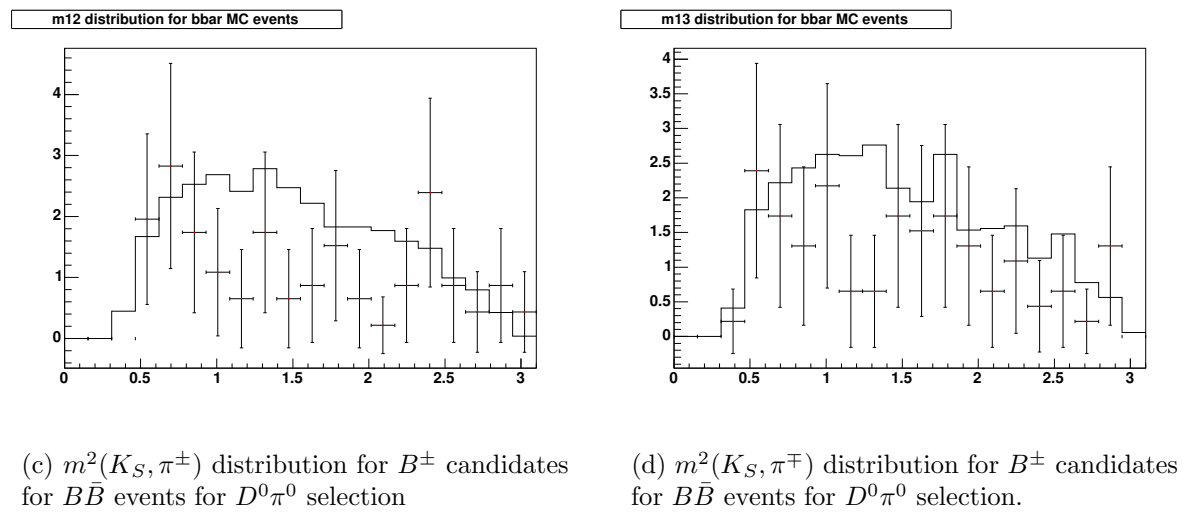 m12 distribution for bbar MC events
4
3
2
1
0
0 0.5 1 1.5 2 2.5 3
m13 distribution for bbar MC events
4
3.5
3
2.5
2
1.5
1
0.5
0
0 0.5 1 1.5 2 2.5 3
(c) m²(K_S, π^±) distribution for B^± candidates
for BB̄ events for D⁰π⁰ selection
(d) m²(K_S, π^∓) distribution for B^± candidates
for BB̄ events for D⁰π⁰ selection.